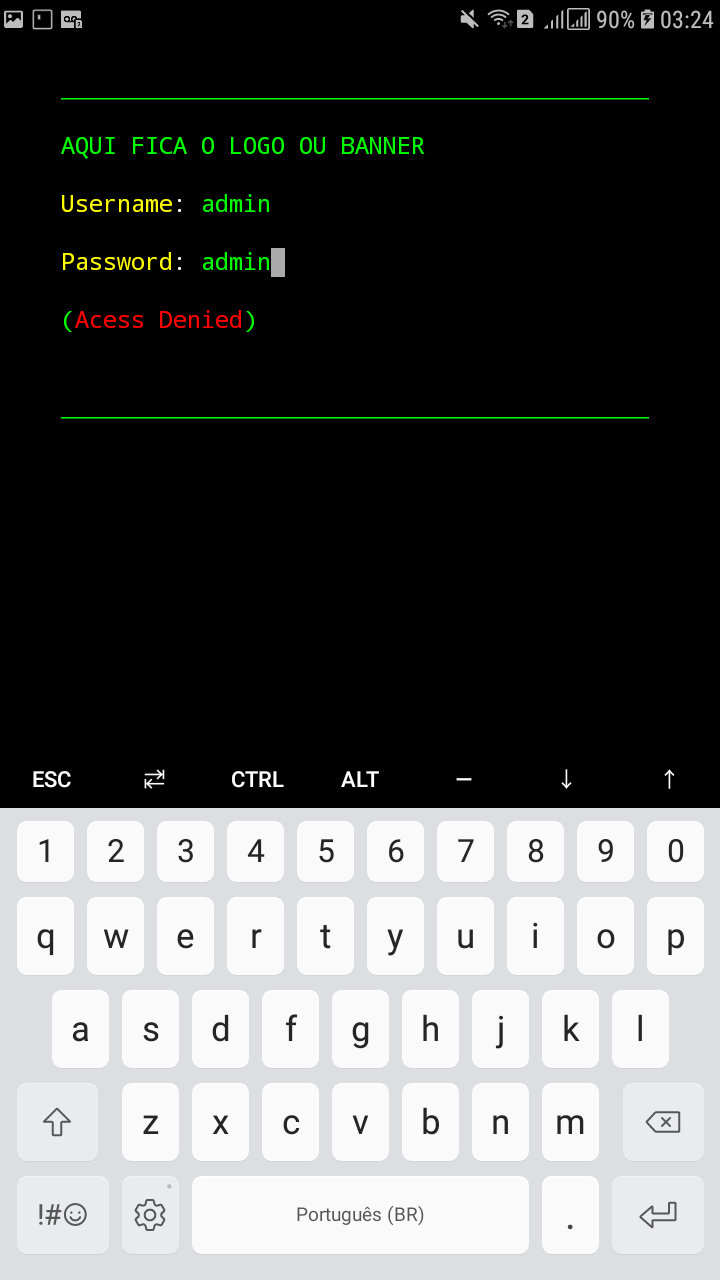 2 90% 03:24
AQUI FICA O LOGO OU BANNER
Username: admin
Password: admin
(Acess Denied)
ESC CTRL ALT
1 2 3 4 5 6 7 8 9 0
q w e r t y u i o p
a s d f g h j k l
z x c v b n m
!#☺ Português (BR) .